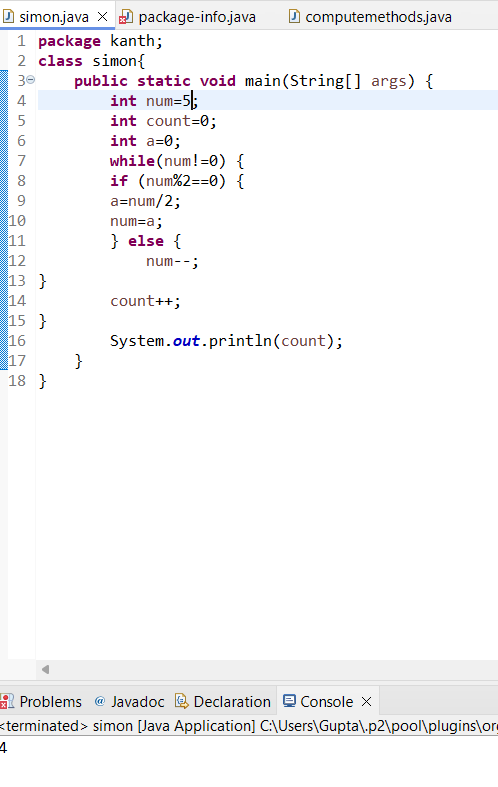 simon.java package-info.java computemethods.java
1 package kanth;
2 class simon{
3 public static void main(String[] args) {
4 int num=5;
5 int count=0;
6 int a=0;
7 while(num!=0) {
8 if (num%2==0) {
9 a=num/2;
10 num=a;
11 } else {
12 num--;
13 }
14 count++;
15 }
16 System.out.println(count);
17 }
18 }
Problems @ Javadoc Declaration Console
<terminated> simon [Java Application] C:\Users\Gupta\.p2\pool\plugins\org
4